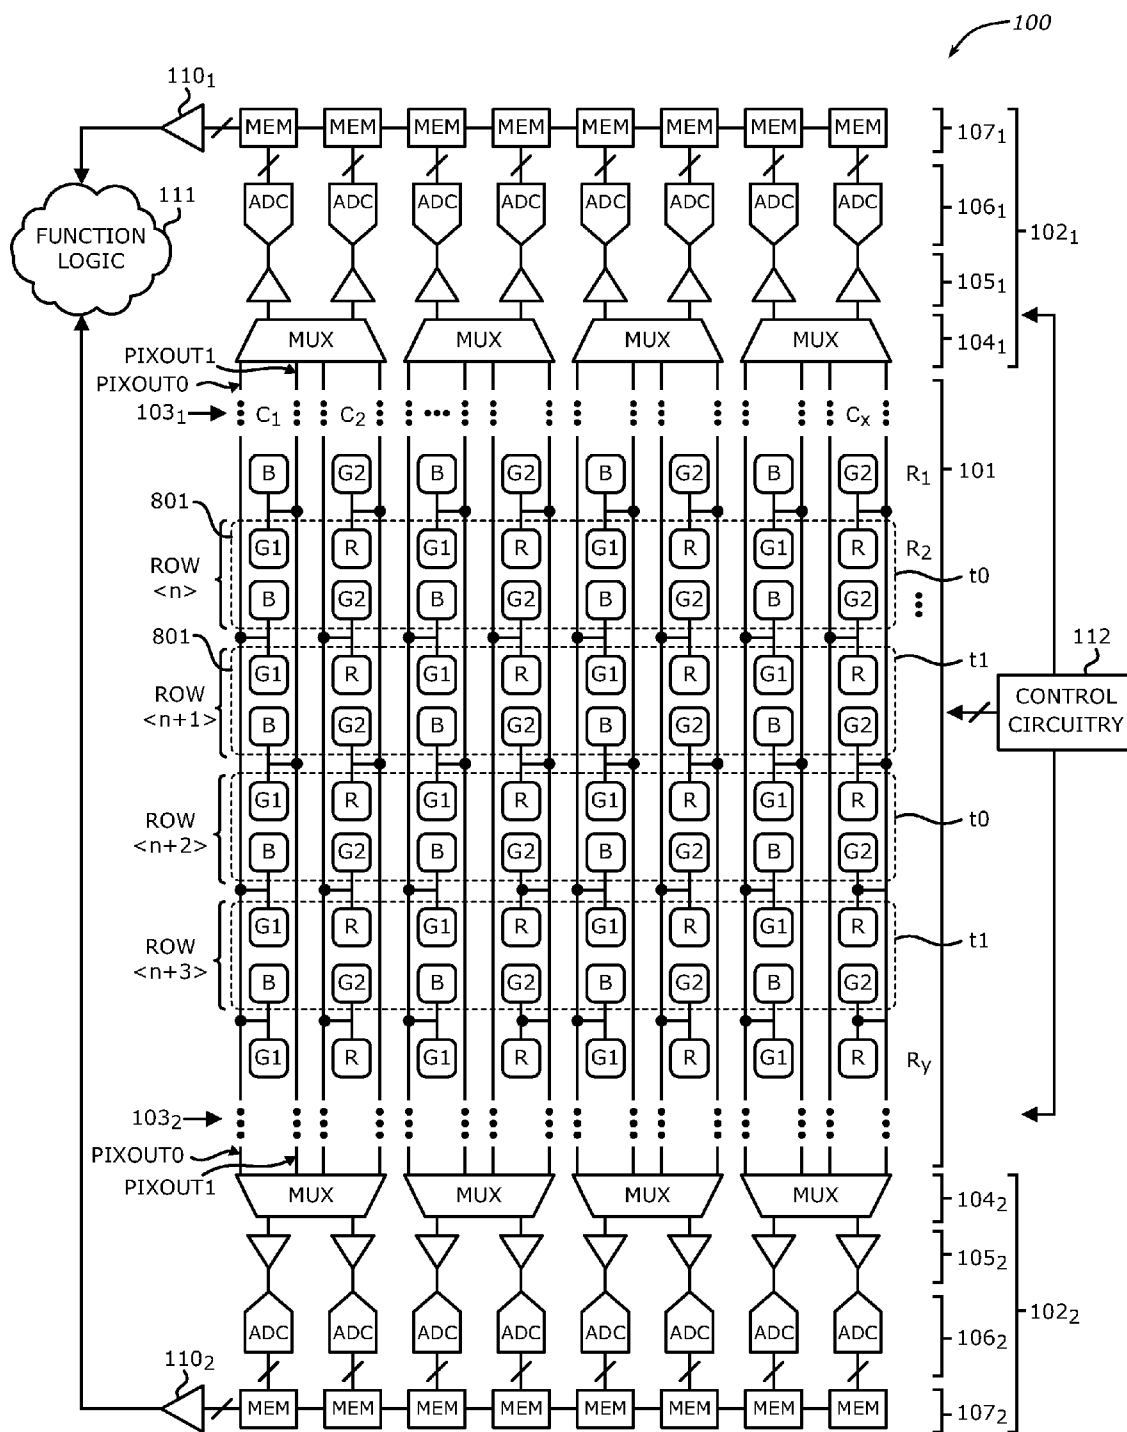 100
110₁
MEM MEM MEM MEM MEM MEM MEM MEM
107₁
111
ADC ADC ADC ADC ADC ADC ADC ADC
106₁
102₁
FUNCTION
LOGIC
105₁
MUX MUX MUX MUX
104₁
PIXOUT1
PIXOUT0
103₁ C₁ C₂ Cₓ
B G2 B G2 B G2 B G2 R₁ 101
801
G1 R G1 R G1 R G1 R R₂
ROW
<n>
t0
B G2 B G2 B G2 B G2
801
112
t1
G1 R G1 R G1 R G1 R
ROW
<n+1>
CONTROL
CIRCUITRY
B G2 B G2 B G2 B G2
G1 R G1 R G1 R G1 R
ROW
<n+2>
t0
B G2 B G2 B G2 B G2
G1 R G1 R G1 R G1 R
ROW
<n+3>
t1
B G2 B G2 B G2 B G2
G1 R G1 R G1 R G1 R Rᵧ
103₂
PIXOUT0
PIXOUT1
MUX MUX MUX MUX
104₂
105₂
102₂
ADC ADC ADC ADC ADC ADC ADC ADC
106₂
110₂
MEM MEM MEM MEM MEM MEM MEM MEM
107₂